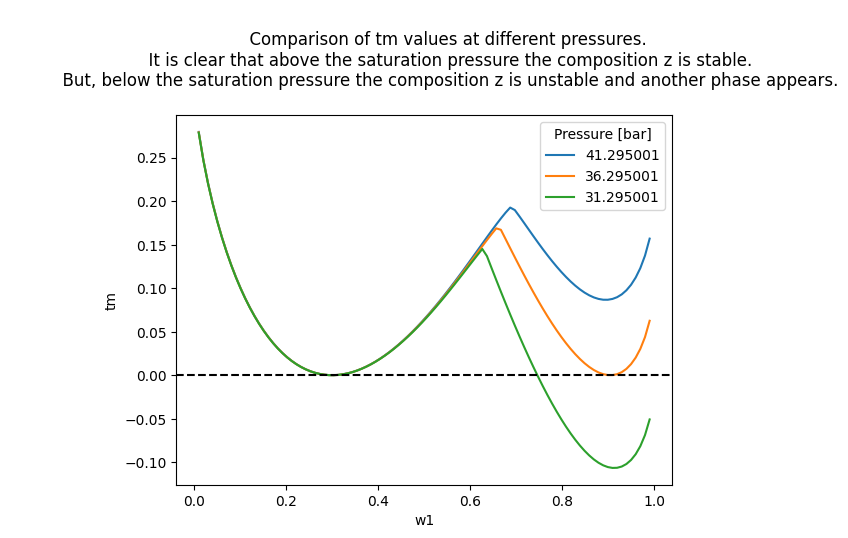 Comparison of tm values at different pressures.
It is clear that above the saturation pressure the composition z is stable.
But, below the saturation pressure the composition z is unstable and another phase appears.
Pressure [bar]
41.295001
36.295001
31.295001
0.25
0.20
0.15
0.10
0.05
0.00
−0.05
−0.10
tm
0.0 0.2 0.4 0.6 0.8 1.0
w1